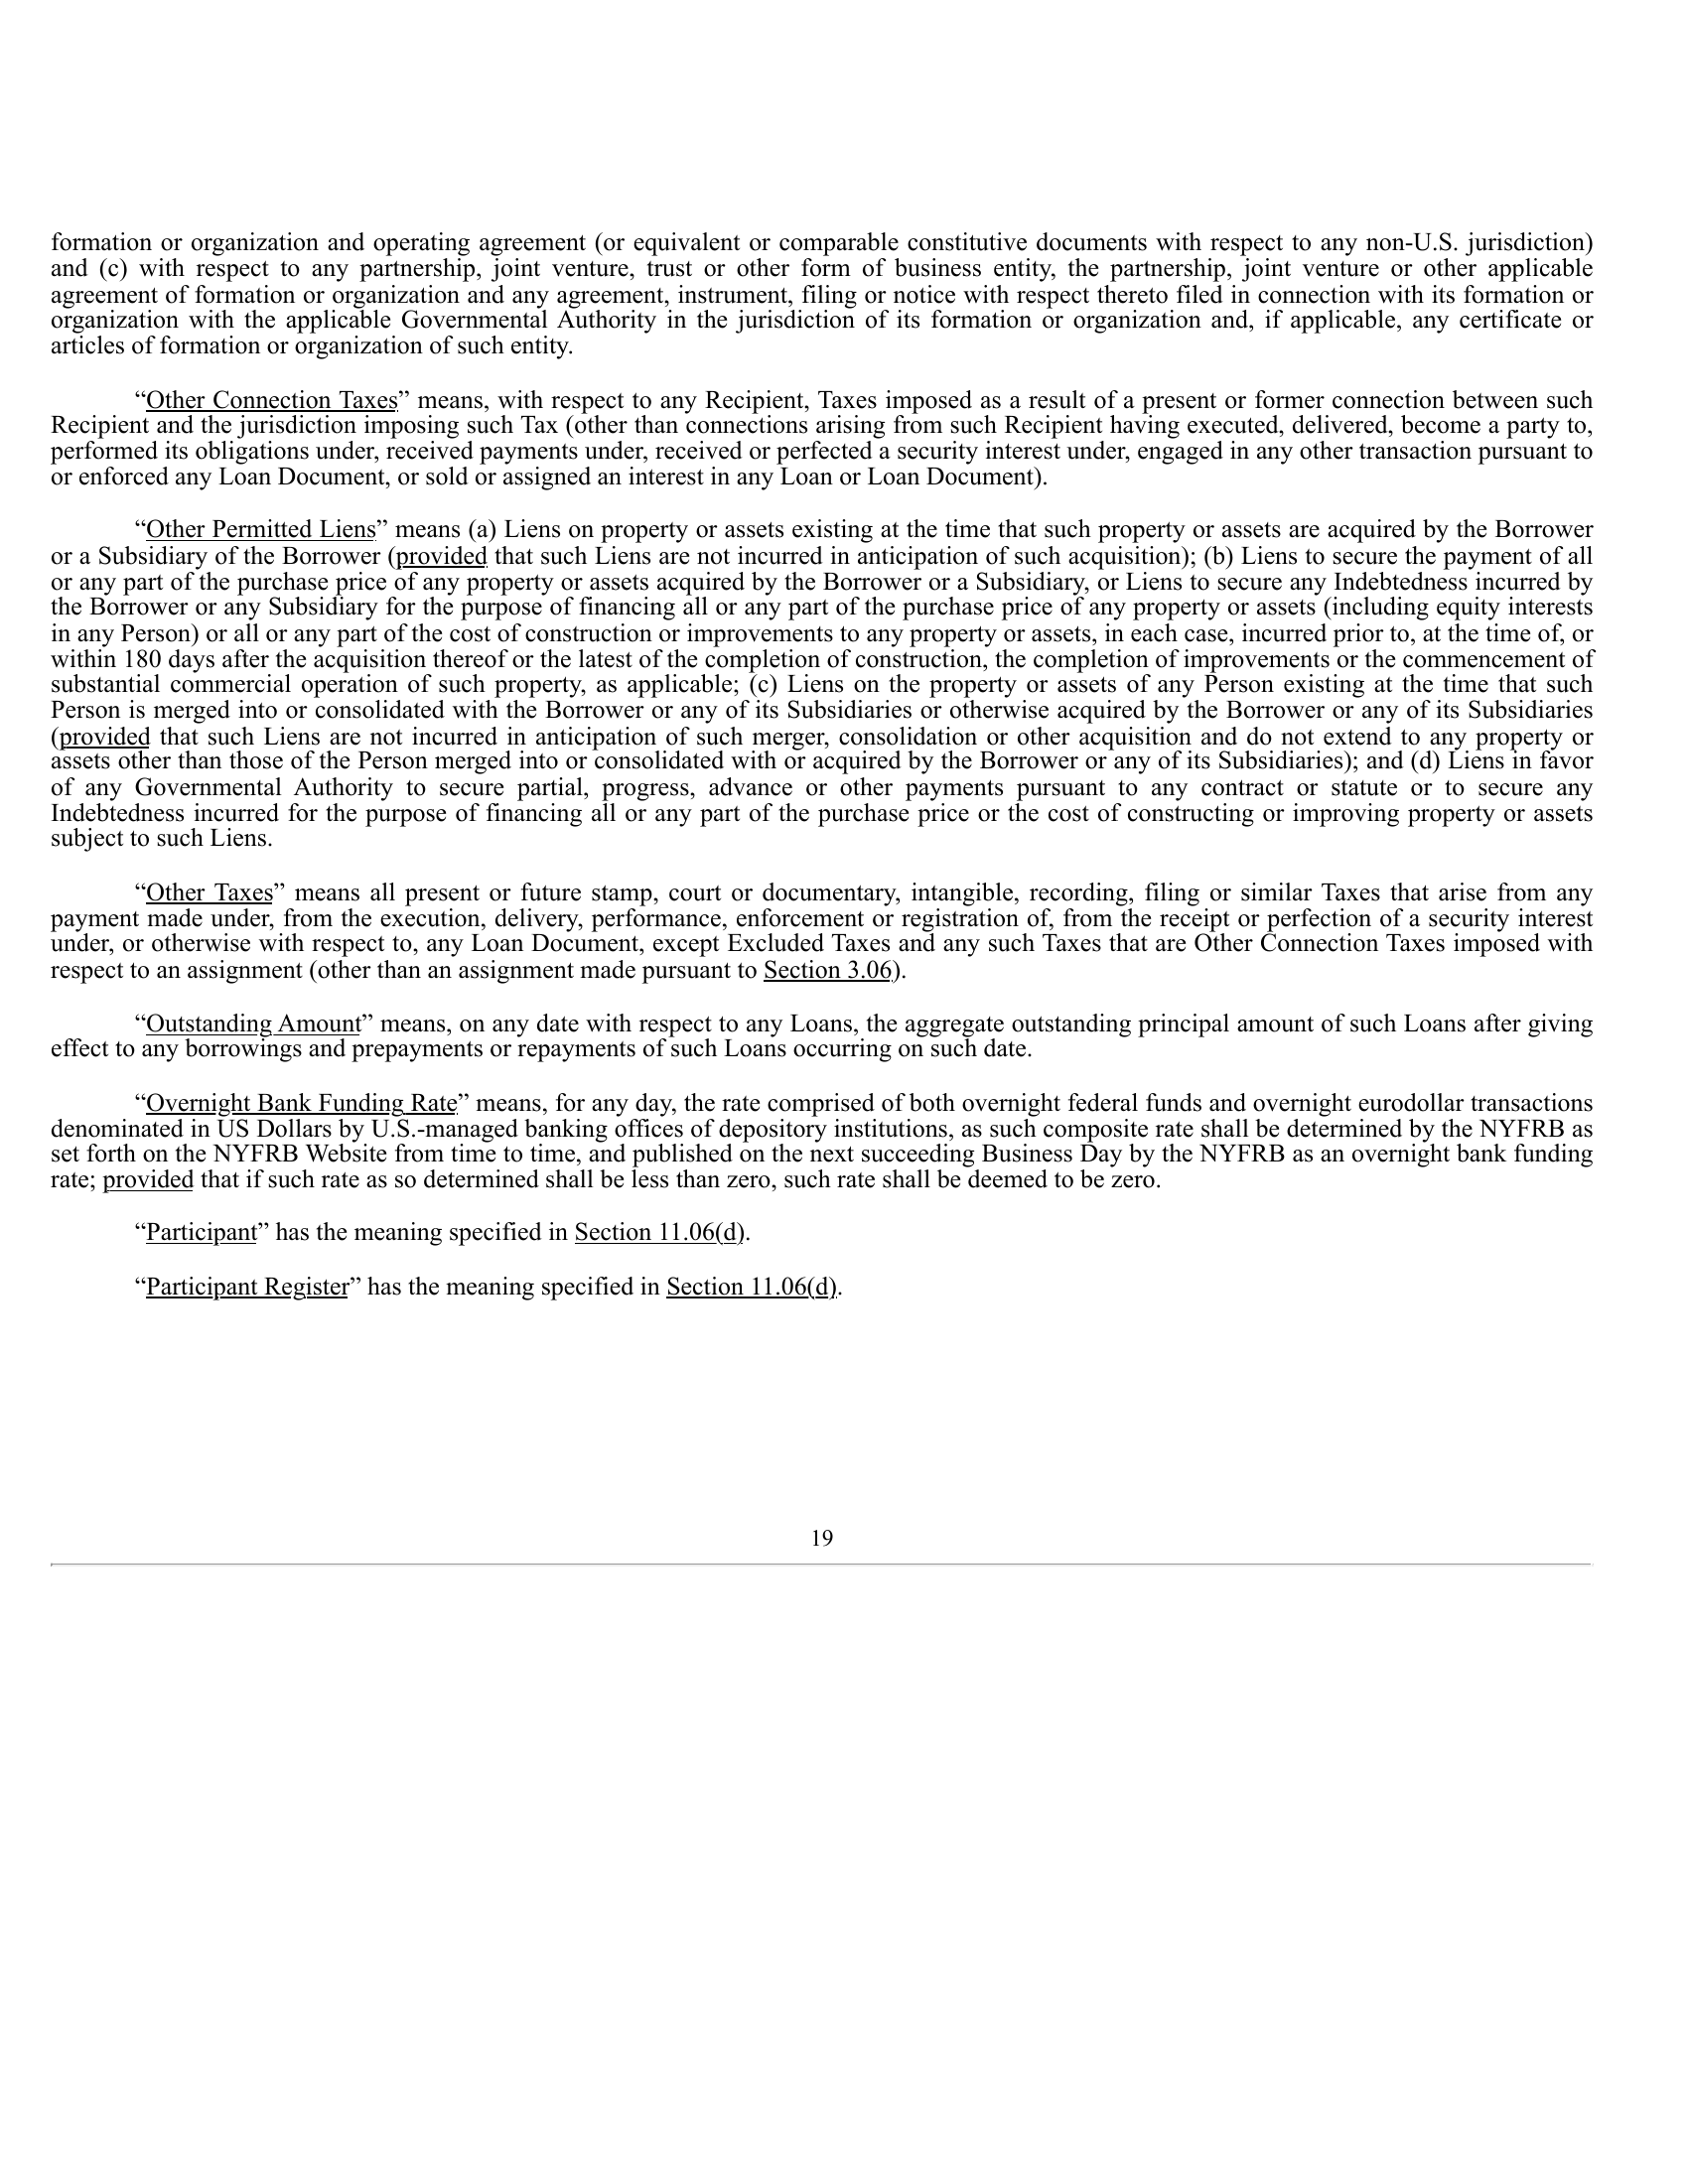 formation or organization and operating agreement (or equivalent or comparable constitutive documents with respect to any non-U.S. jurisdiction)
and (c) with respect to any partnership, joint venture, trust or other form of business entity, the partnership, joint venture or other applicable
agreement of formation or organization and any agreement, instrument, filing or notice with respect thereto filed in connection with its formation or
organization with the applicable Governmental Authority in the jurisdiction of its formation or organization and, if applicable, any certificate or
articles of formation or organization of such entity.
“Other Connection Taxes” means, with respect to any Recipient, Taxes imposed as a result of a present or former connection between such
Recipient and the jurisdiction imposing such Tax (other than connections arising from such Recipient having executed, delivered, become a party to,
performed its obligations under, received payments under, received or perfected a security interest under, engaged in any other transaction pursuant to
or enforced any Loan Document, or sold or assigned an interest in any Loan or Loan Document).
“Other Permitted Liens” means (a) Liens on property or assets existing at the time that such property or assets are acquired by the Borrower
or a Subsidiary of the Borrower (provided that such Liens are not incurred in anticipation of such acquisition); (b) Liens to secure the payment of all
or any part of the purchase price of any property or assets acquired by the Borrower or a Subsidiary, or Liens to secure any Indebtedness incurred by
the Borrower or any Subsidiary for the purpose of financing all or any part of the purchase price of any property or assets (including equity interests
in any Person) or all or any part of the cost of construction or improvements to any property or assets, in each case, incurred prior to, at the time of, or
within 180 days after the acquisition thereof or the latest of the completion of construction, the completion of improvements or the commencement of
substantial commercial operation of such property, as applicable; (c) Liens on the property or assets of any Person existing at the time that such
Person is merged into or consolidated with the Borrower or any of its Subsidiaries or otherwise acquired by the Borrower or any of its Subsidiaries
(provided that such Liens are not incurred in anticipation of such merger, consolidation or other acquisition and do not extend to any property or
assets other than those of the Person merged into or consolidated with or acquired by the Borrower or any of its Subsidiaries); and (d) Liens in favor
of any Governmental Authority to secure partial, progress, advance or other payments pursuant to any contract or statute or to secure any
Indebtedness incurred for the purpose of financing all or any part of the purchase price or the cost of constructing or improving property or assets
subject to such Liens.
“Other Taxes” means all present or future stamp, court or documentary, intangible, recording, filing or similar Taxes that arise from any
payment made under, from the execution, delivery, performance, enforcement or registration of, from the receipt or perfection of a security interest
under, or otherwise with respect to, any Loan Document, except Excluded Taxes and any such Taxes that are Other Connection Taxes imposed with
respect to an assignment (other than an assignment made pursuant to Section 3.06).
“Outstanding Amount” means, on any date with respect to any Loans, the aggregate outstanding principal amount of such Loans after giving
effect to any borrowings and prepayments or repayments of such Loans occurring on such date.
“Overnight Bank Funding Rate” means, for any day, the rate comprised of both overnight federal funds and overnight eurodollar transactions
denominated in US Dollars by U.S.-managed banking offices of depository institutions, as such composite rate shall be determined by the NYFRB as
set forth on the NYFRB Website from time to time, and published on the next succeeding Business Day by the NYFRB as an overnight bank funding
rate; provided that if such rate as so determined shall be less than zero, such rate shall be deemed to be zero.
“Participant” has the meaning specified in Section 11.06(d).
“Participant Register” has the meaning specified in Section 11.06(d).
19